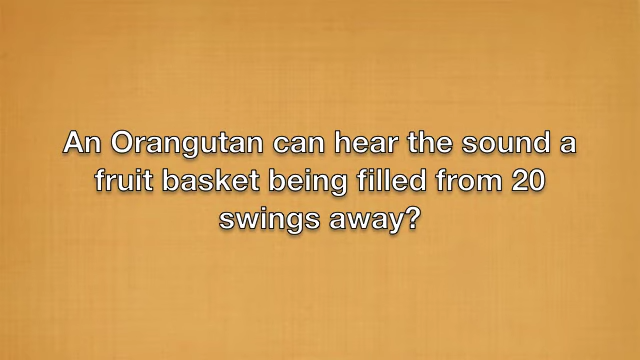 An Orangutan can hear the sound a
fruit basket being filled from 20
swings away?